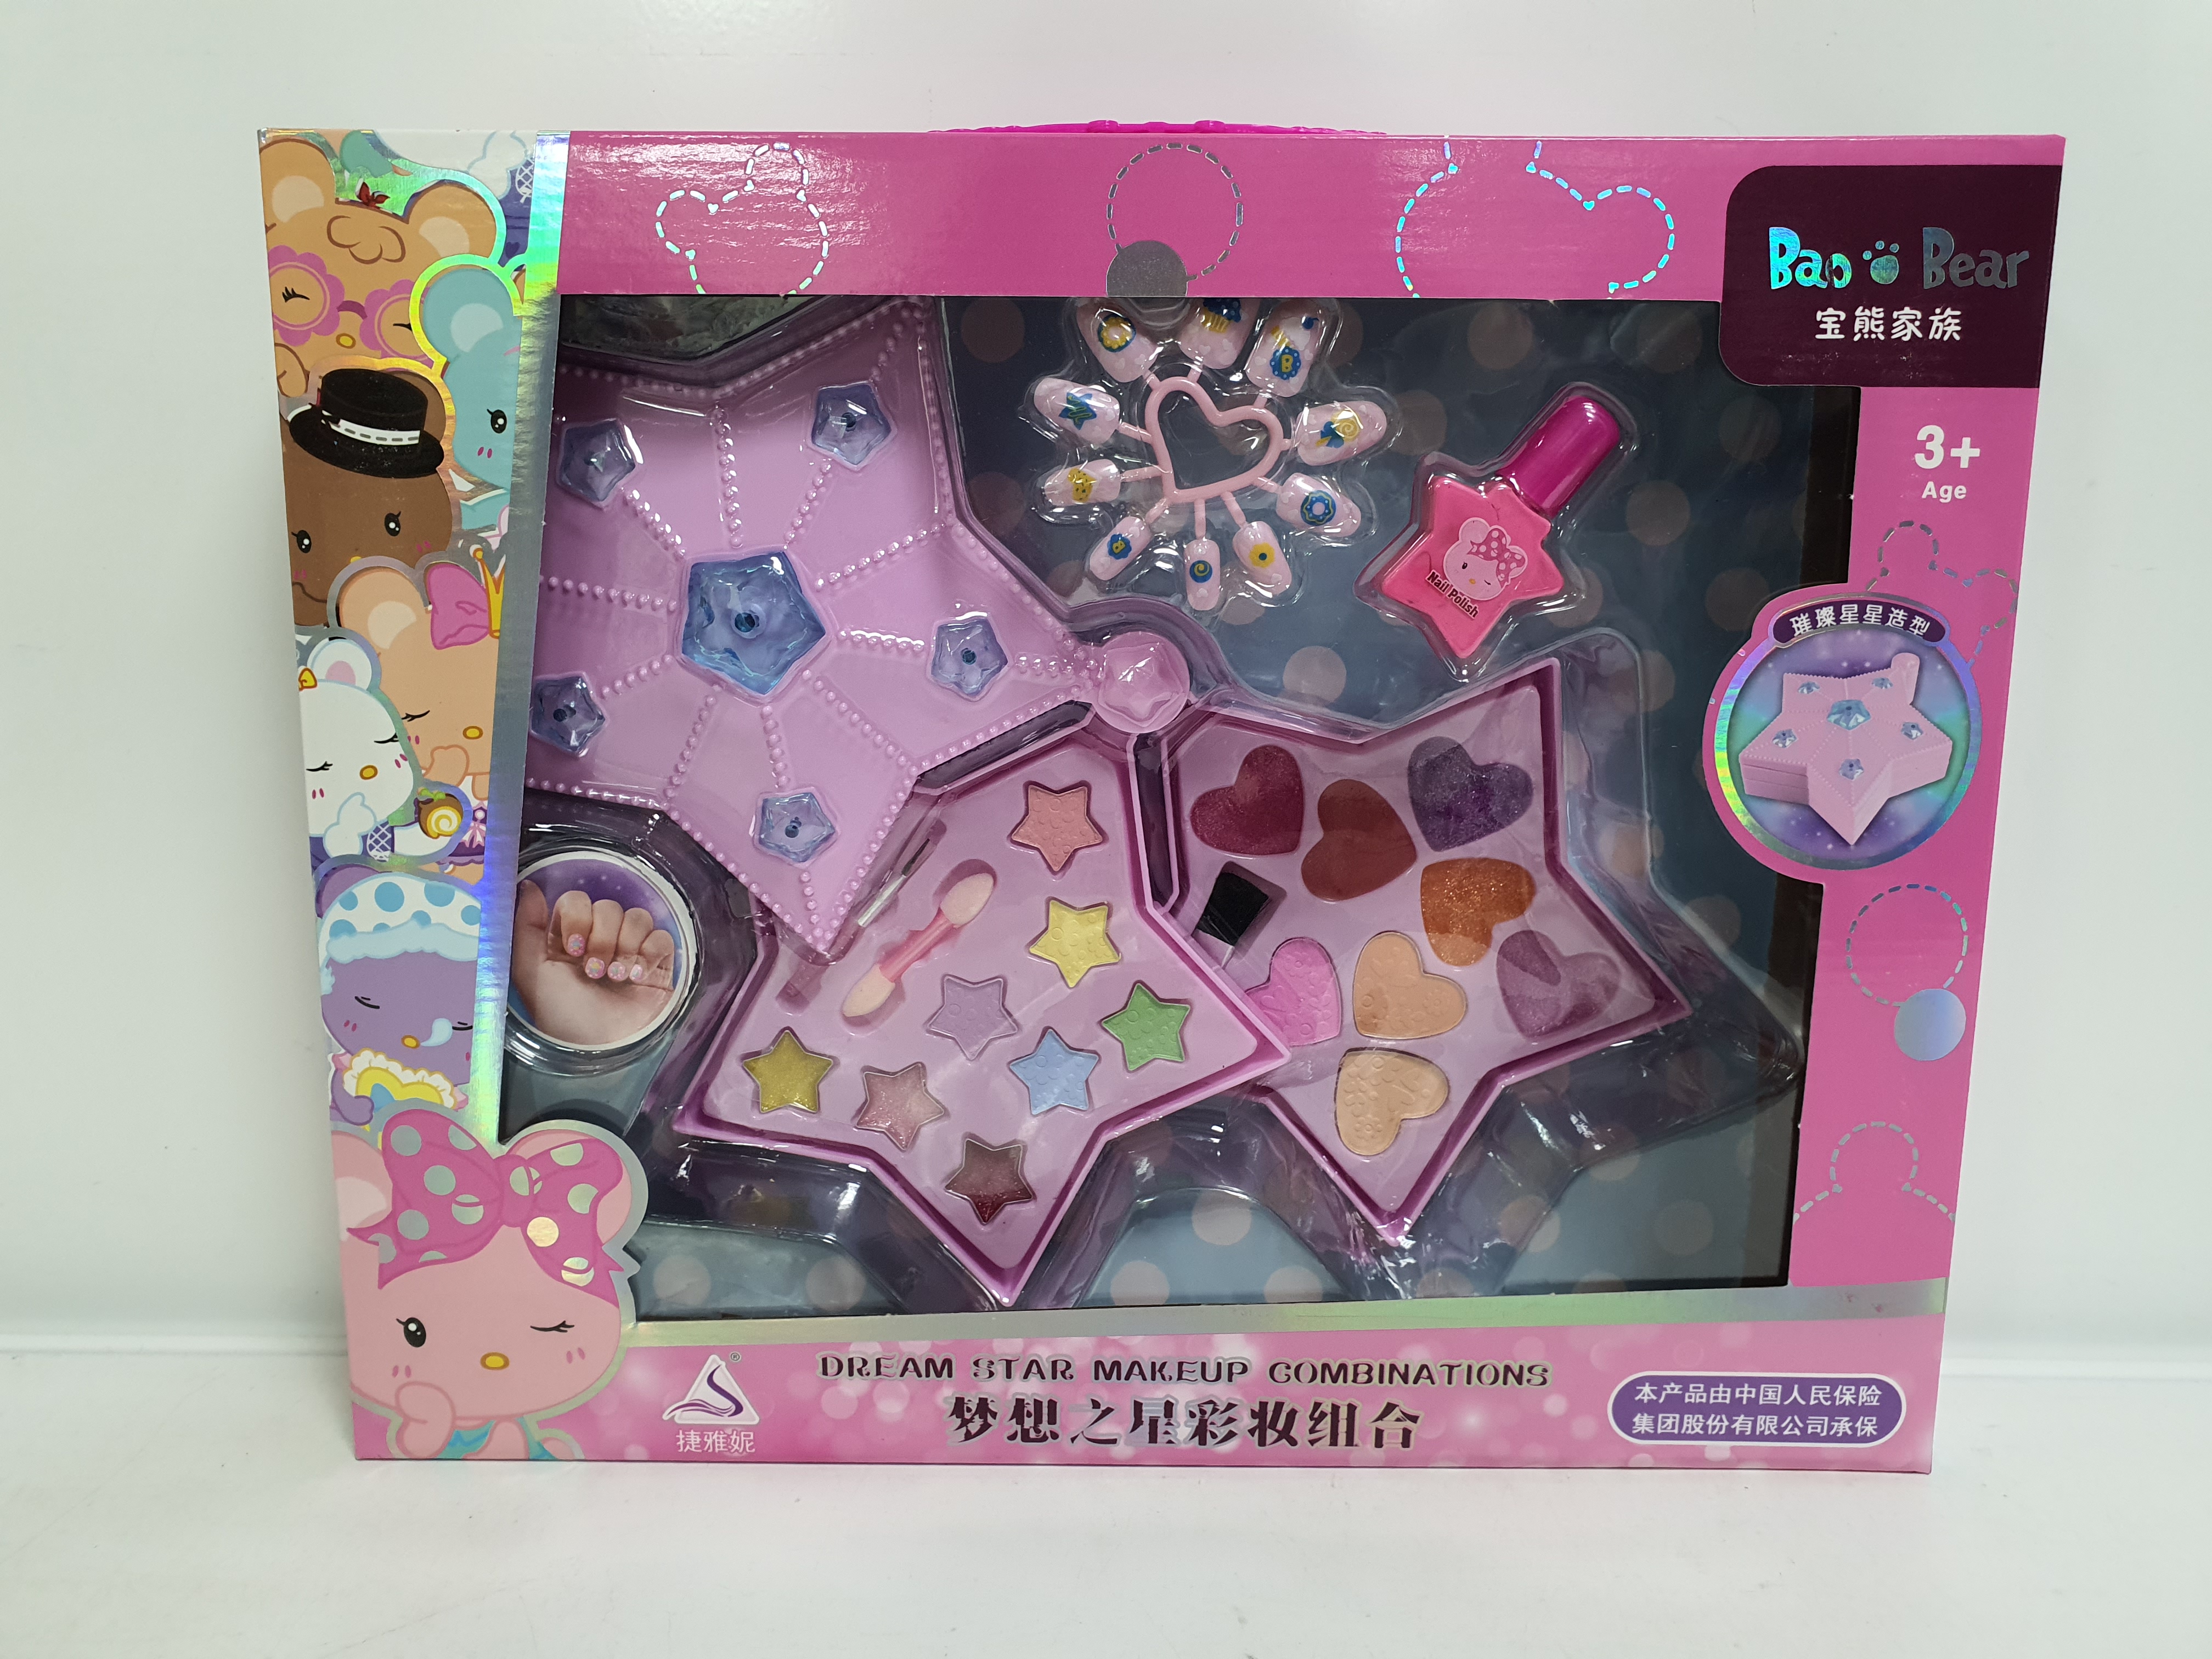 Bao Bear
宝熊家族
3+
Age
Nail Polish
璀璨星星造型
®
捷雅妮
DREAM STAR MAKEUP COMBINATIONS
梦想之星彩妆组合
本产品由中国人民保险
集团股份有限公司承保